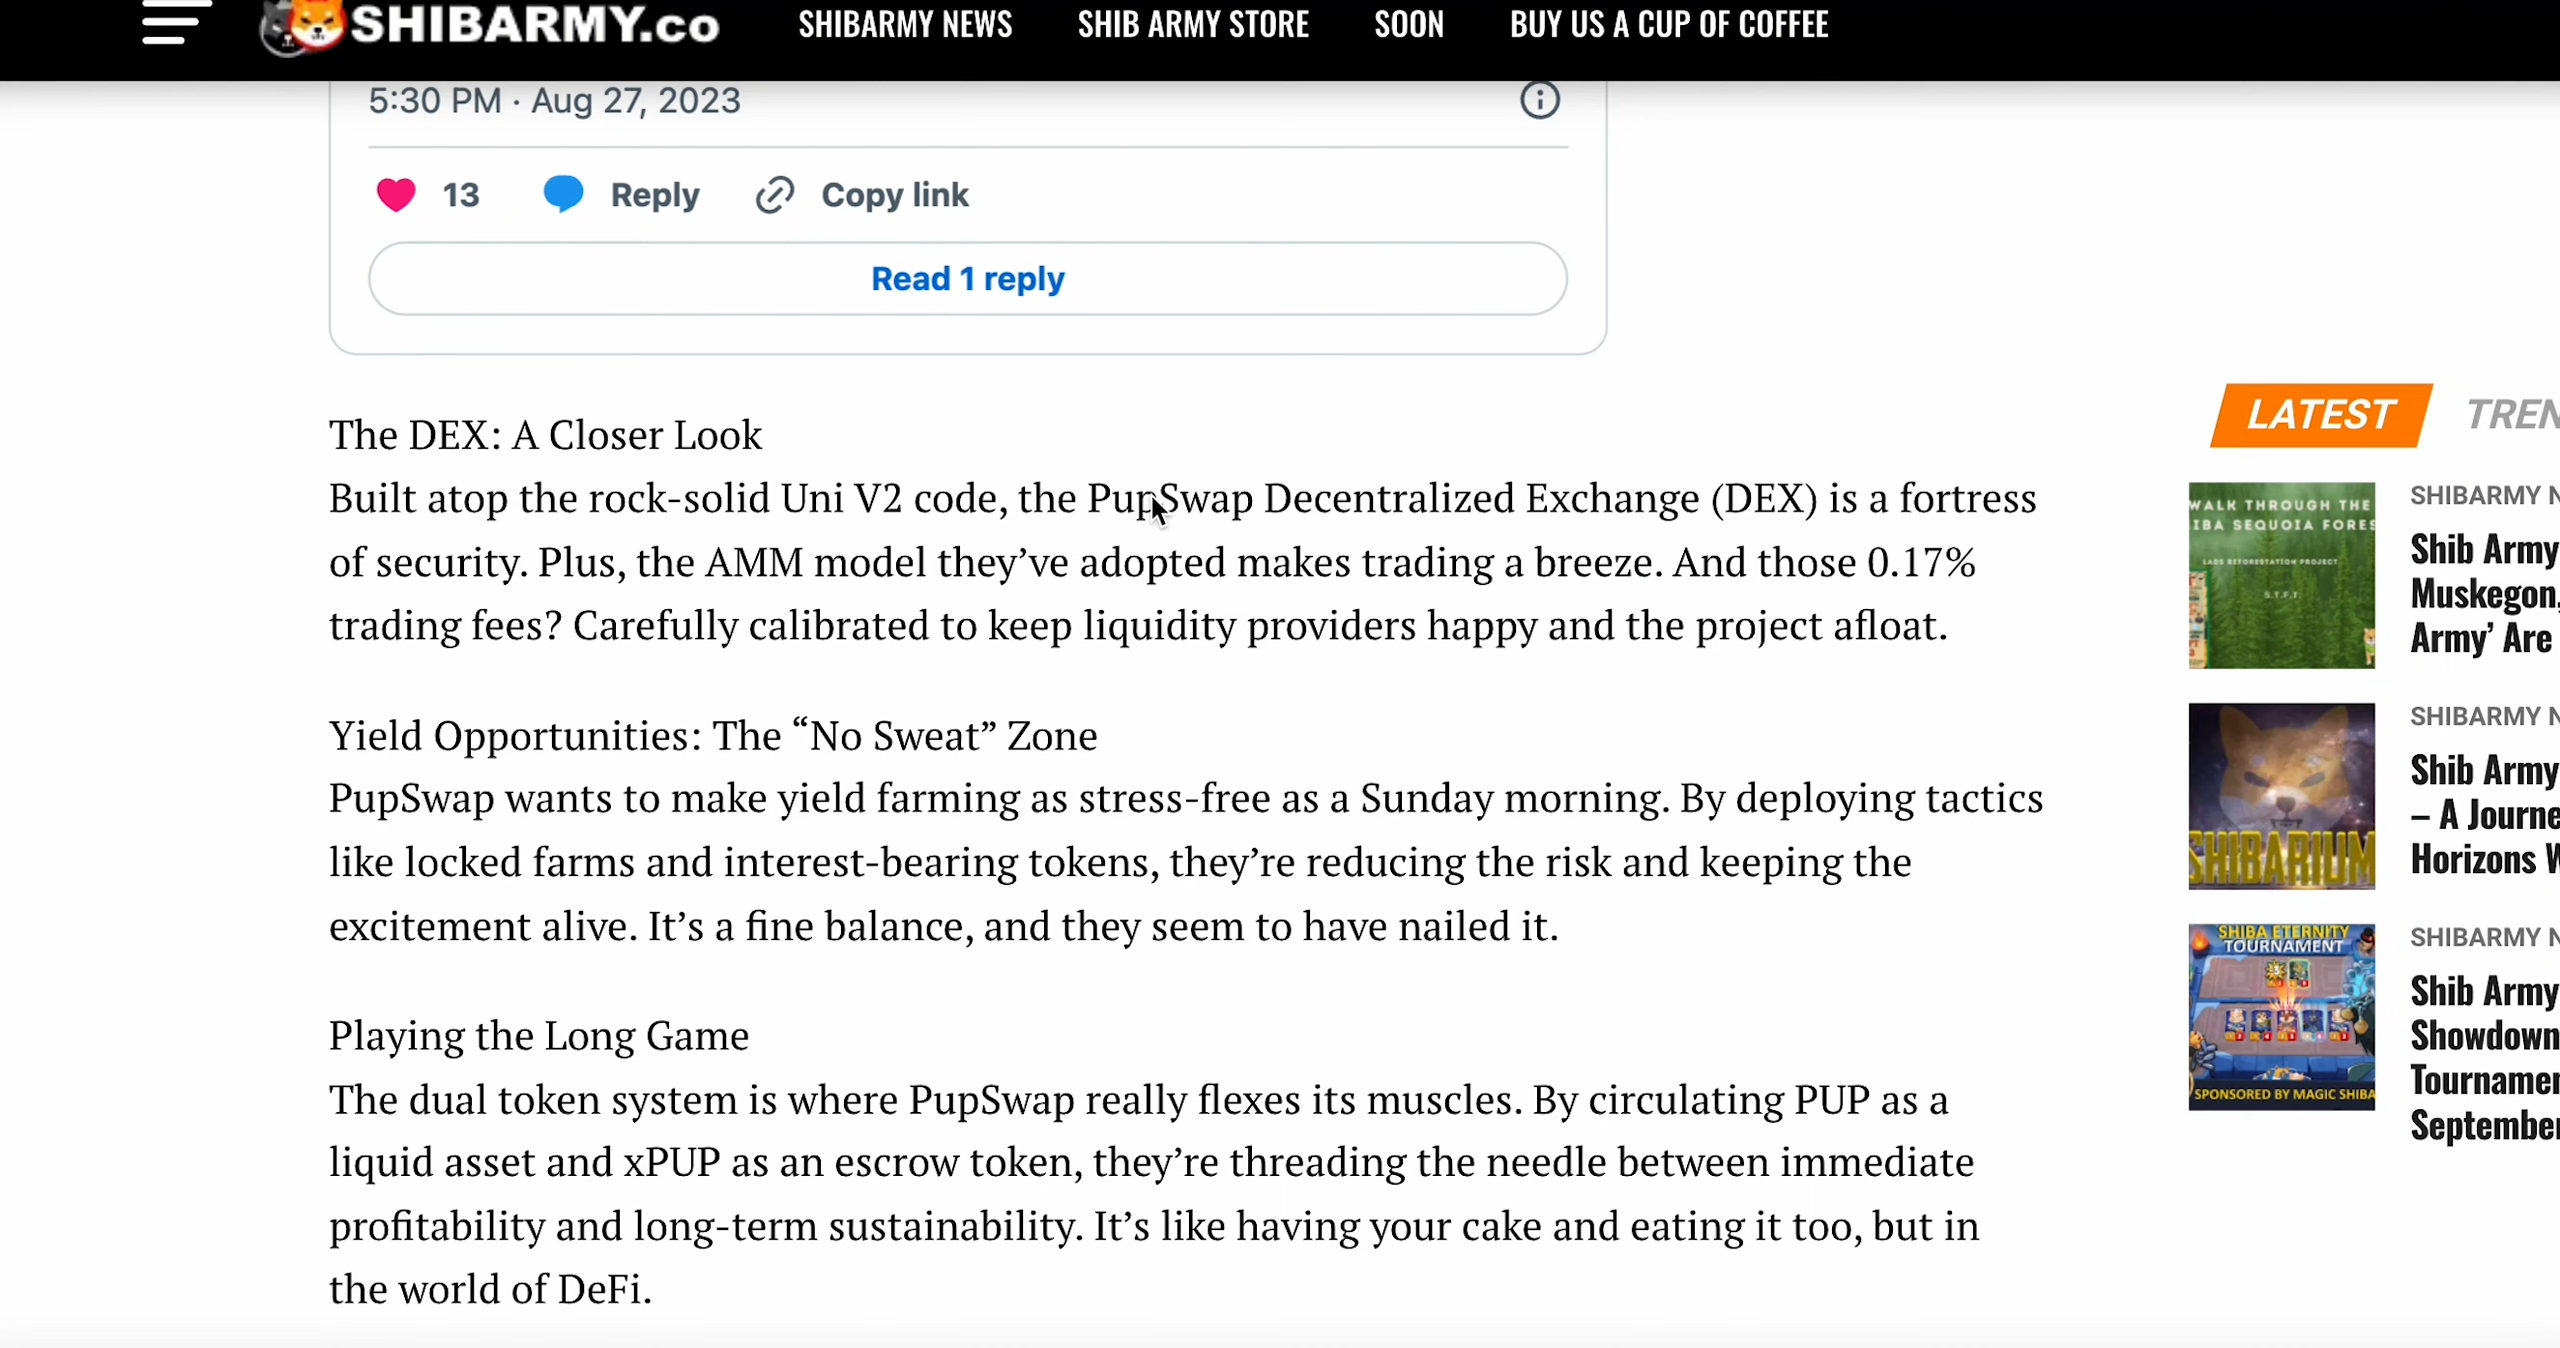 SHIBARMY.co
SHIBARMY NEWS
SHIB ARMY STORE
SOON
BUY US A CUP OF COFFEE
5:30 PM · Aug 27, 2023
13
Reply
Copy link
Read 1 reply
The DEX: A Closer Look
Built atop the rock-solid Uni V2 code, the PupSwap Decentralized Exchange (DEX) is a fortress
of security. Plus, the AMM model they’ve adopted makes trading a breeze. And those 0.17%
trading fees? Carefully calibrated to keep liquidity providers happy and the project afloat.
Yield Opportunities: The “No Sweat” Zone
PupSwap wants to make yield farming as stress-free as a Sunday morning. By deploying tactics
like locked farms and interest-bearing tokens, they’re reducing the risk and keeping the
excitement alive. It’s a fine balance, and they seem to have nailed it.
Playing the Long Game
The dual token system is where PupSwap really flexes its muscles. By circulating PUP as a
liquid asset and xPUP as an escrow token, they’re threading the needle between immediate
profitability and long-term sustainability. It’s like having your cake and eating it too, but in
the world of DeFi.
LATEST
TREN
WALK THROUGH THE
IBA SEQUOIA FORES
LADS REFORESTATION PROJECT
S.T.F.T.
SHIBARMY N
Shib Army
Muskegon,
Army’ Are
SHIBARIUM
SHIBARMY N
Shib Army
– A Journe
Horizons W
SHIBA ETERNITY
TOURNAMENT
SPONSORED BY MAGIC SHIBA
SHIBARMY N
Shib Army
Showdown
Tournamen
September